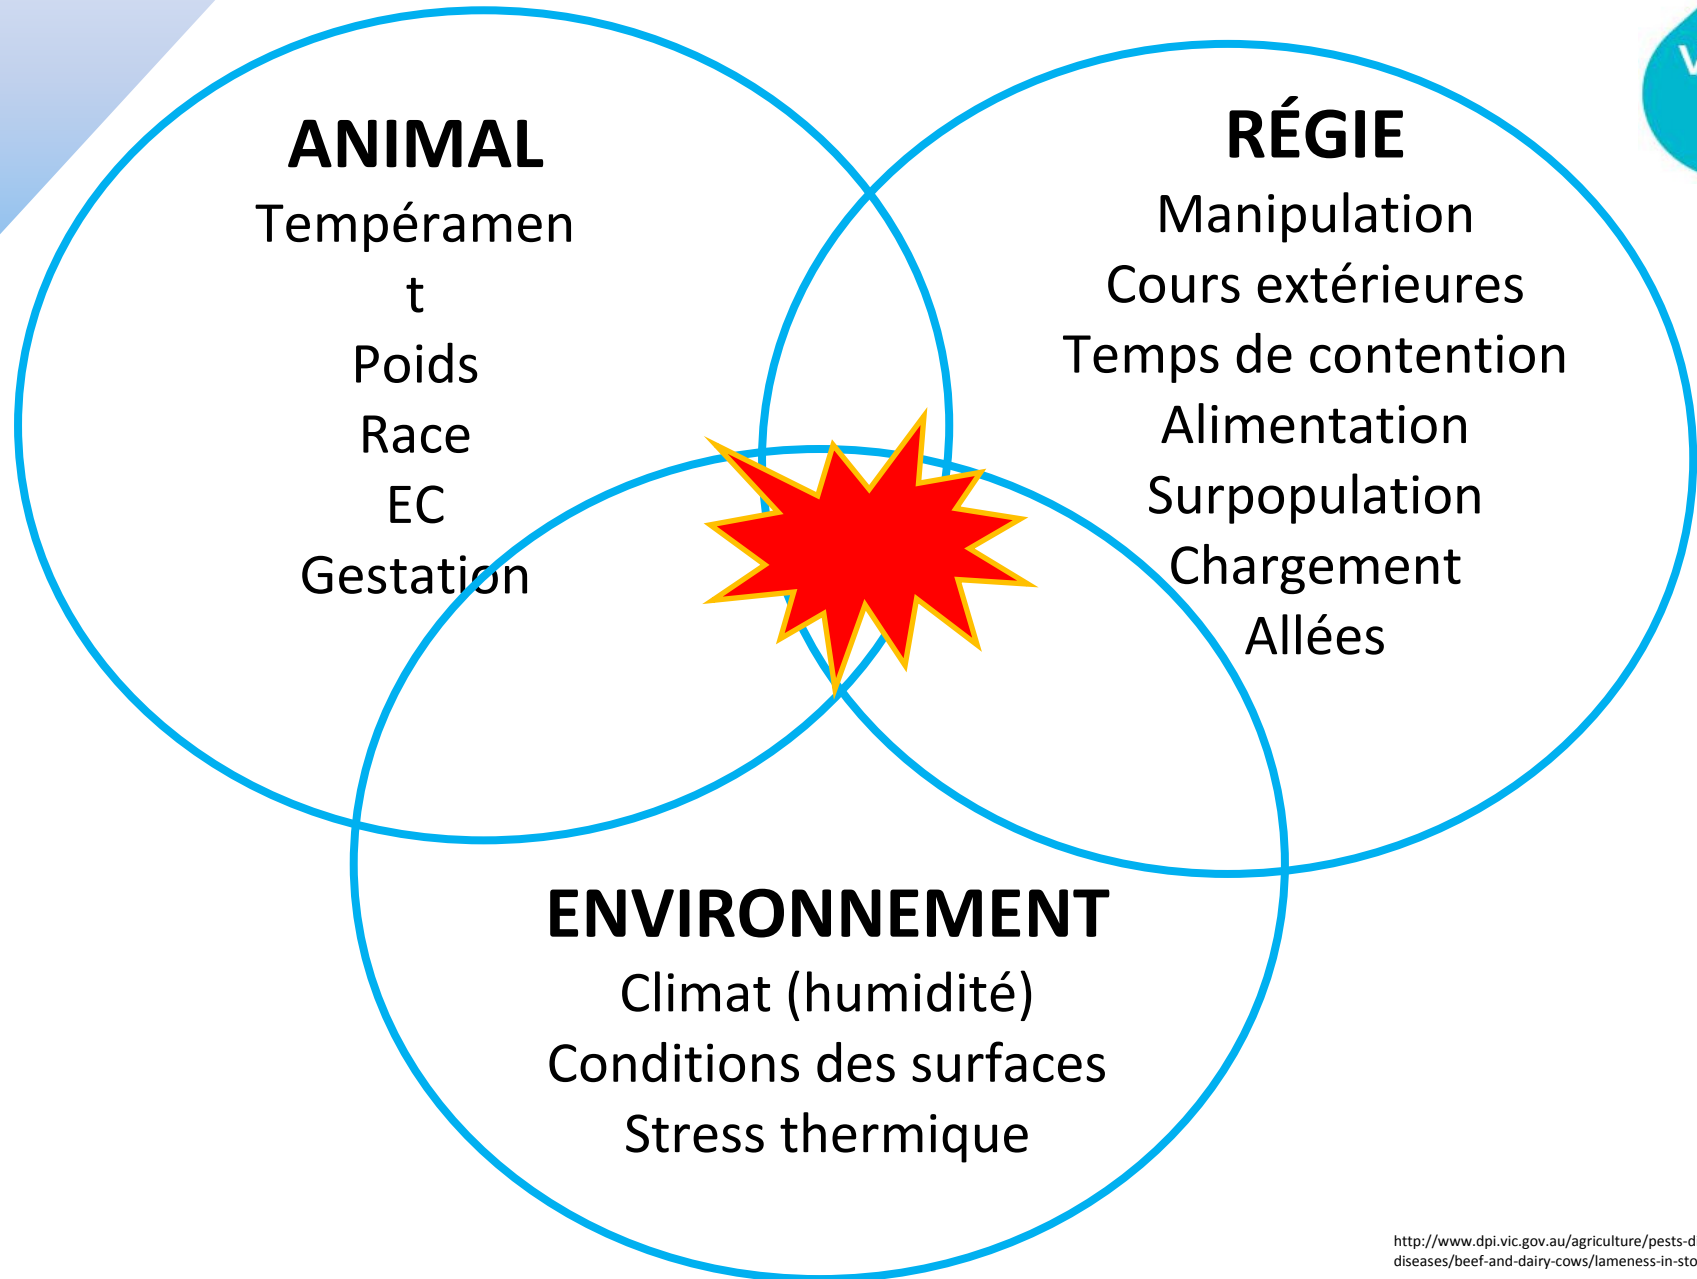 ANIMAL
Tempéramen
t
Poids
Race
EC
Gestation
RÉGIE
Manipulation
Cours extérieures
Temps de contention
Alimentation
Surpopulation
Chargement
Allées
ENVIRONNEMENT
Climat (humidité)
Conditions des surfaces
Stress thermique
http://www.dpi.vic.gov.au/agriculture/pests-d
diseases/beef-and-dairy-cows/lameness-in-sto